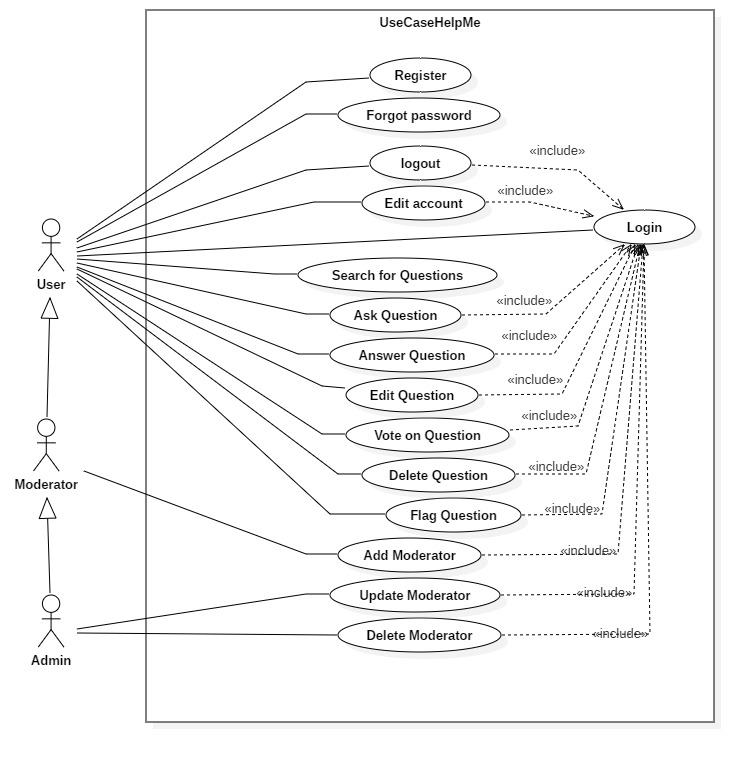 UseCaseHelpMe
Register
Forgot password
«include»
logout
«include»
Edit account
Login
User
Search for Questions
«include»
Ask Question
«include»
Answer Question
«include»
Edit Question
«include»
Vote on Question
«include»
Delete Question
Moderator
«include»
Flag Question
«include»
Add Moderator
«include»
Update Moderator
«include»
Delete Moderator
Admin